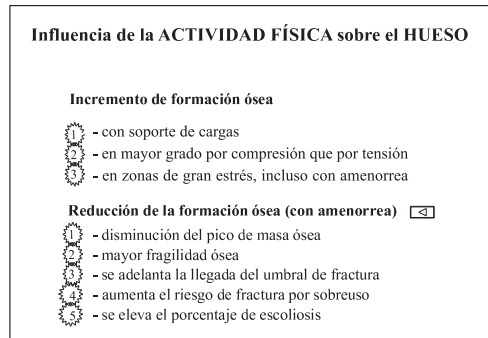 Influencia de la ACTIVIDAD FÍSICA sobre el HUESO
Incremento de formación ósea
1 - con soporte de cargas
2 - en mayor grado por compresión que por tensión
3 - en zonas de gran estrés, incluso con amenorrea
Reducción de la formación ósea (con amenorrea)
1 - disminución del pico de masa ósea
2 - mayor fragilidad ósea
3 - se adelanta la llegada del umbral de fractura
4 - aumenta el riesgo de fractura por sobreuso
5 - se eleva el porcentaje de escoliosis